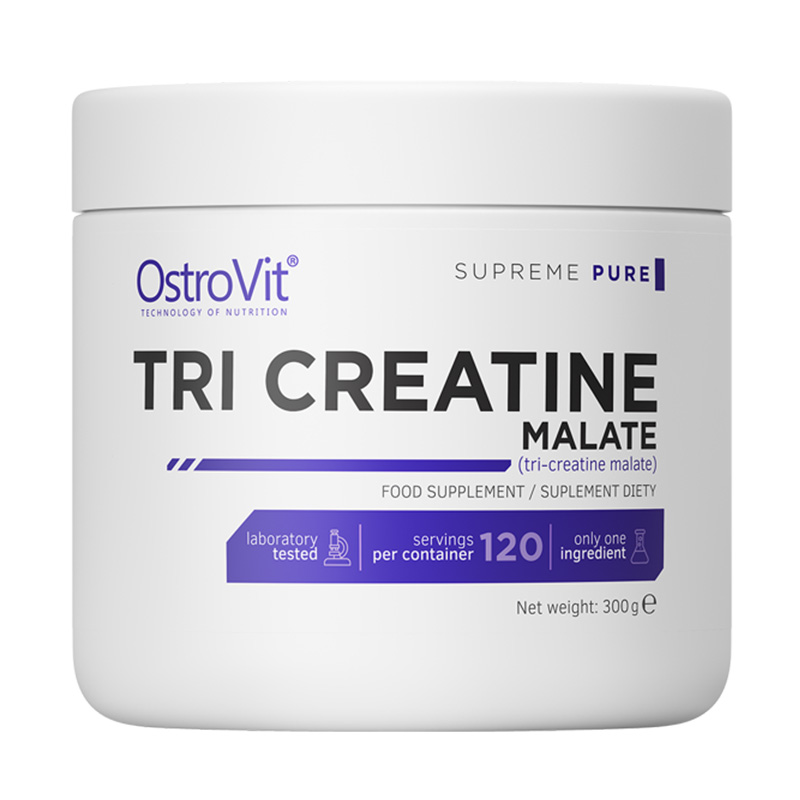 OstroVit®
TECHNOLOGY OF NUTRITION
SUPREME PURE
TRI CREATINE
MALATE
(tri-creatine malate)
FOOD SUPPLEMENT / SUPLEMENT DIETY
laboratory
tested
servings
per container 120
only one
ingredient
Net weight: 300g e